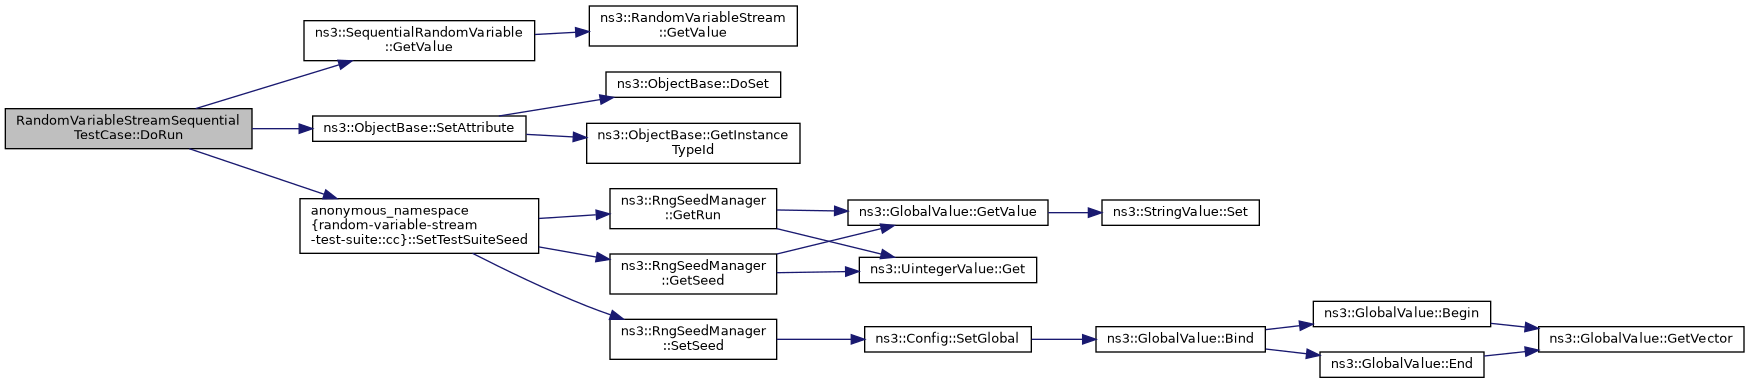 RandomVariableStreamSequential
TestCase::DoRun
ns3::SequentialRandomVariable
::GetValue
ns3::RandomVariableStream
::GetValue
ns3::ObjectBase::SetAttribute
ns3::ObjectBase::DoSet
ns3::ObjectBase::GetInstance
TypeId
anonymous_namespace
{random-variable-stream
-test-suite::cc}::SetTestSuiteSeed
ns3::RngSeedManager
::GetRun
ns3::RngSeedManager
::GetSeed
ns3::RngSeedManager
::SetSeed
ns3::GlobalValue::GetValue
ns3::StringValue::Set
ns3::UintegerValue::Get
ns3::Config::SetGlobal
ns3::GlobalValue::Bind
ns3::GlobalValue::Begin
ns3::GlobalValue::End
ns3::GlobalValue::GetVector